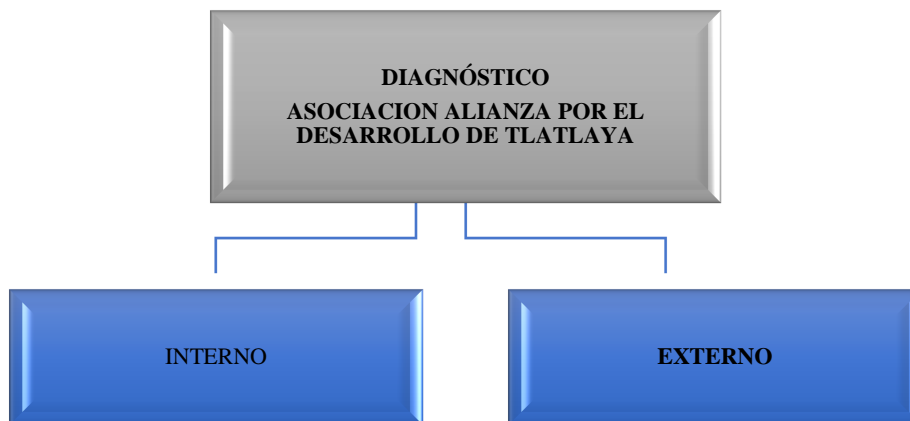 DIAGNÓSTICO
ASOCIACION ALIANZA POR EL
DESARROLLO DE TLATLAYA
INTERNO
EXTERNO